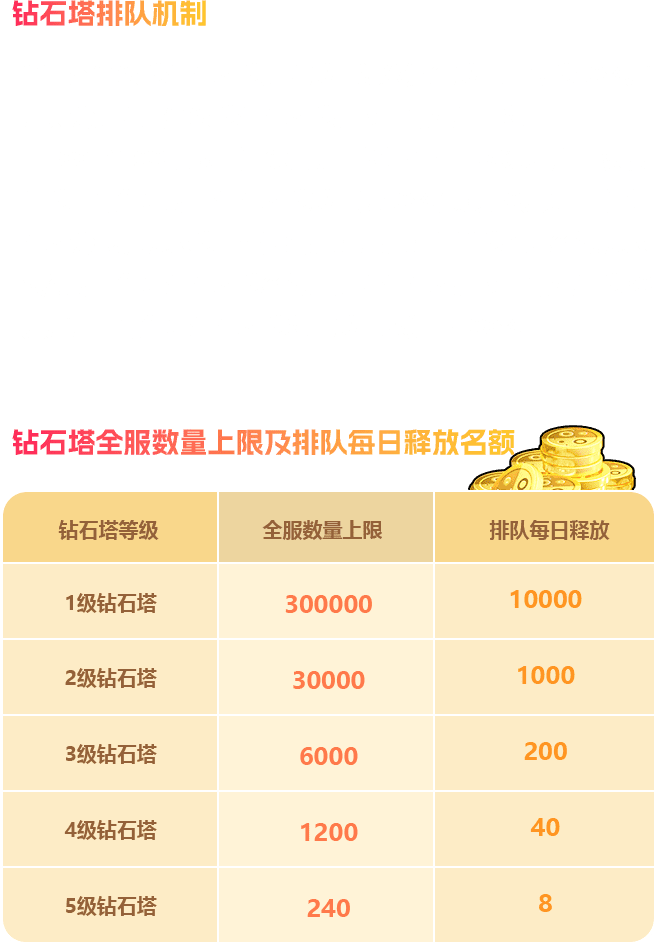 钻石塔排队机制
钻石塔全服数量上限及排队每日释放名额
钻石塔等级 全服数量上限 排队每日释放
1级钻石塔 300000 10000
2级钻石塔 30000 1000
3级钻石塔 6000 200
4级钻石塔 1200 40
5级钻石塔 240 8